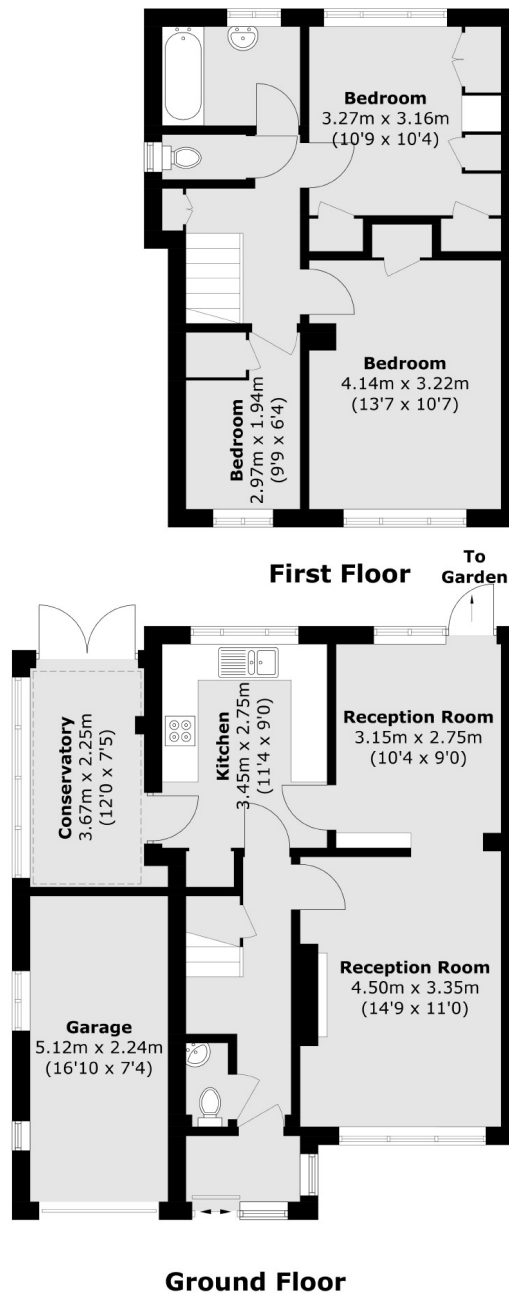 Bedroom
3.27m x 3.16m
(10'9 x 10'4)
Bedroom
4.14m x 3.22m
(13'7 x 10'7)
Bedroom
2.97m x 1.94m
(9'9 x 6'4)
First Floor
To
Garden
Conservatory
3.67m x 2.25m
(12'0 x 7'5)
Kitchen
3.45m x 2.75m
(11'4 x 9'0)
Reception Room
3.15m x 2.75m
(10'4 x 9'0)
Reception Room
4.50m x 3.35m
(14'9 x 11'0)
Garage
5.12m x 2.24m
(16'10 x 7'4)
Ground Floor